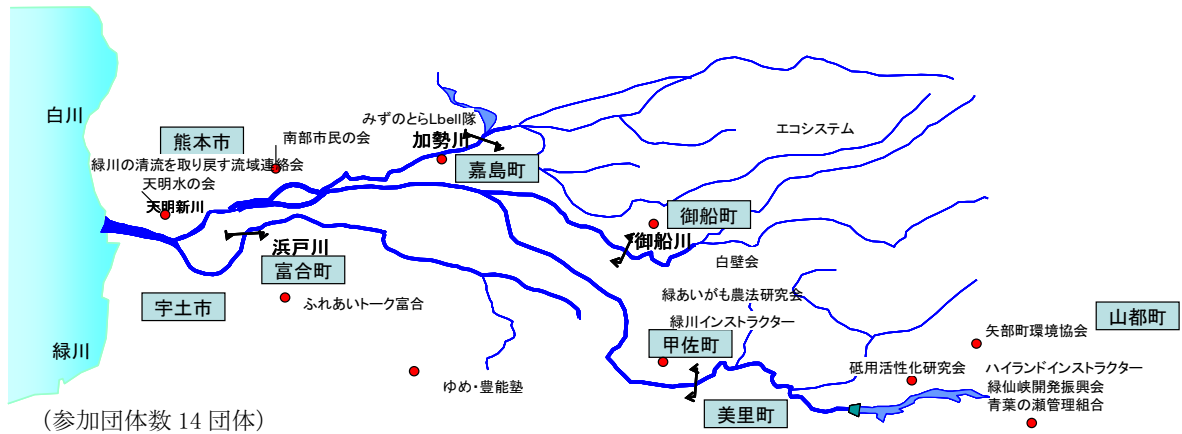 白川
熊本市
南部市民の会
緑川の清流を取り戻す流域連絡会
天明水の会
天明新川
みずのとらLbell隊
加勢川
嘉島町
エコシステム
御船町
御船川
白壁会
浜戸川
富合町
ふれあいトーク富合
宇土市
緑川
緑あいがも農法研究会
緑川インストラクター
甲佐町
山都町
矢部町環境協会
砥用活性化研究会
ハイランドインストラクター
緑仙峡開発振興会
青葉の瀬管理組合
ゆめ・豊能塾
美里町
(参加団体数 14 団体)